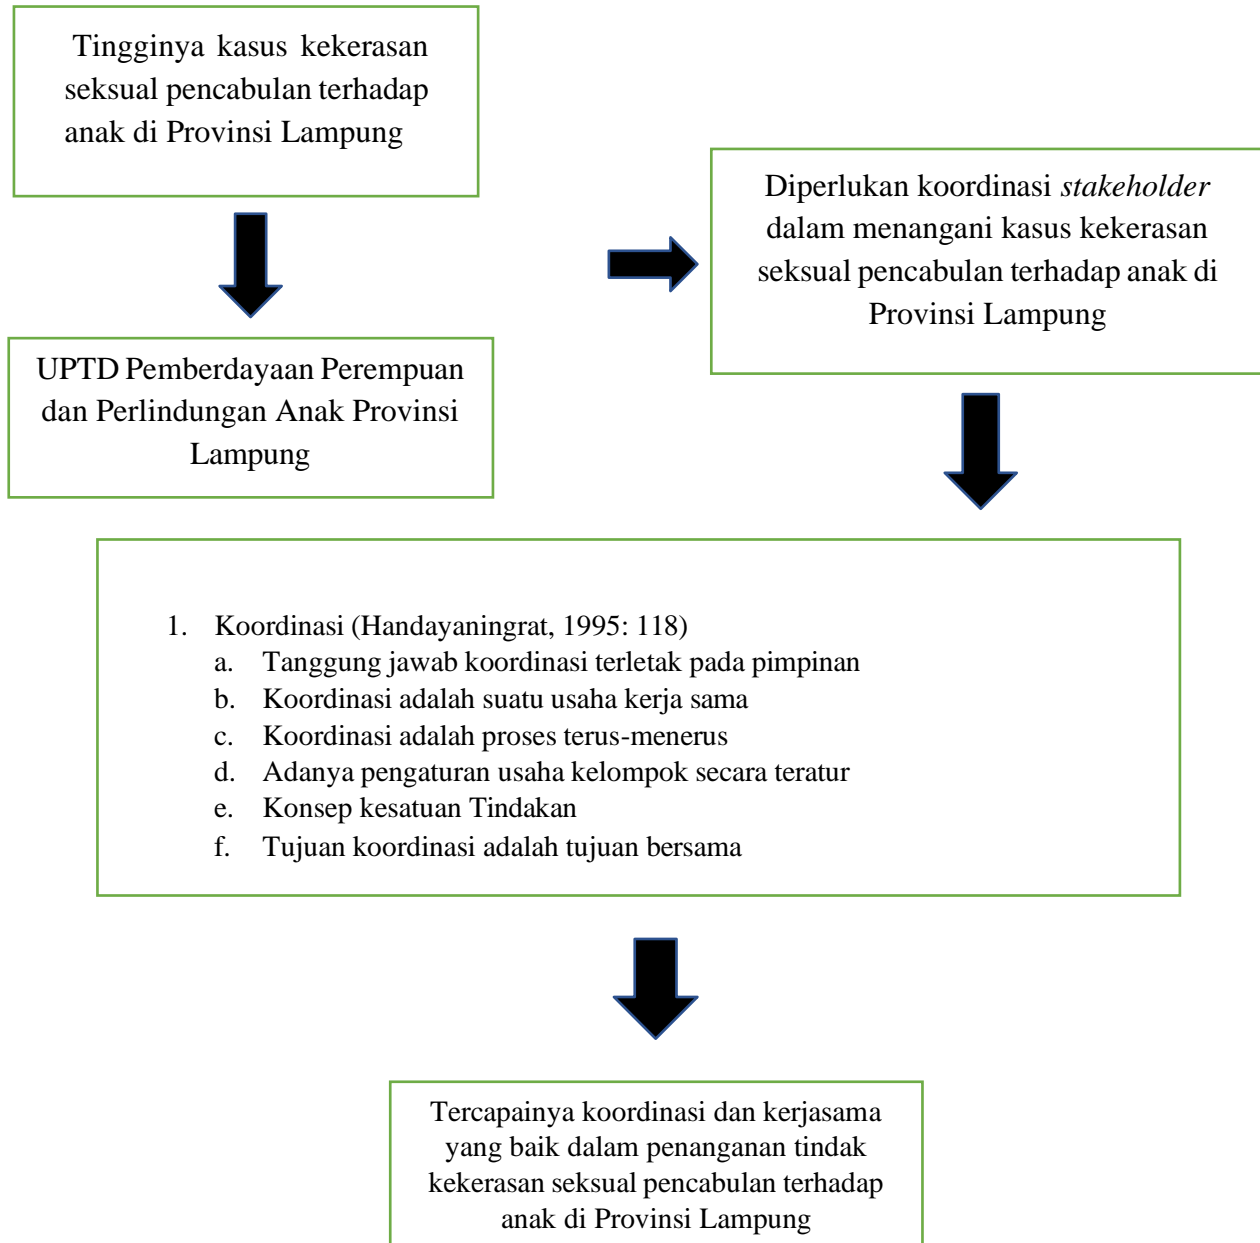 Tingginya kasus kekerasan
seksual pencabulan terhadap
anak di Provinsi Lampung
UPTD Pemberdayaan Perempuan
dan Perlindungan Anak Provinsi
Lampung
Diperlukan koordinasi stakeholder
dalam menangani kasus kekerasan
seksual pencabulan terhadap anak di
Provinsi Lampung
1. Koordinasi (Handayaningrat, 1995: 118)
a. Tanggung jawab koordinasi terletak pada pimpinan
b. Koordinasi adalah suatu usaha kerja sama
c. Koordinasi adalah proses terus-menerus
d. Adanya pengaturan usaha kelompok secara teratur
e. Konsep kesatuan Tindakan
f. Tujuan koordinasi adalah tujuan bersama
Tercapainya koordinasi dan kerjasama
yang baik dalam penanganan tindak
kekerasan seksual pencabulan terhadap
anak di Provinsi Lampung